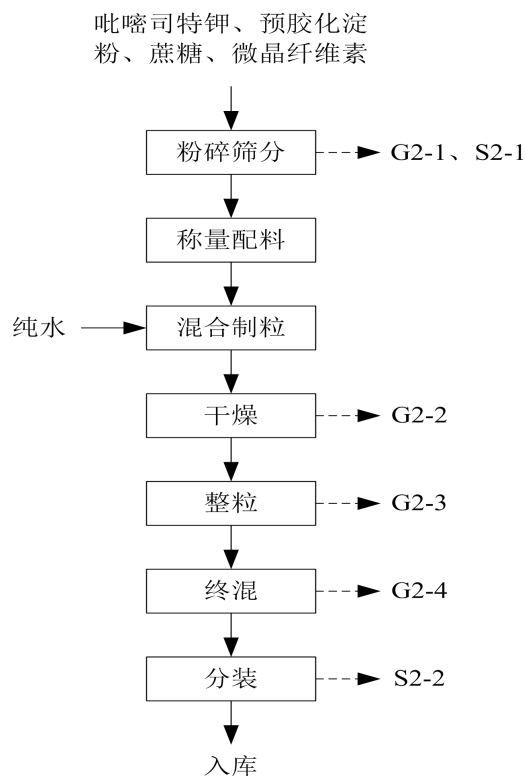 吡嘧司特钾、预胶化淀
粉、蔗糖、微晶纤维素
粉碎筛分
G2-1、S2-1
称量配料
纯水
混合制粒
干燥
G2-2
整粒
G2-3
终混
G2-4
分装
S2-2
入库